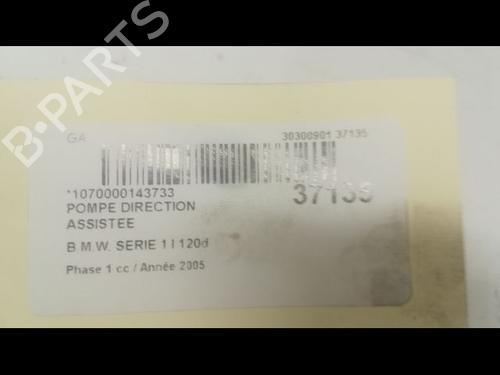 GA
30300901 37135
*1070000143733
37135
POMPE DIRECTION
ASSISTEE
B.M.W. SERIE 1 I 120d
Phase 1 cc / Année 2005
B-PARTS